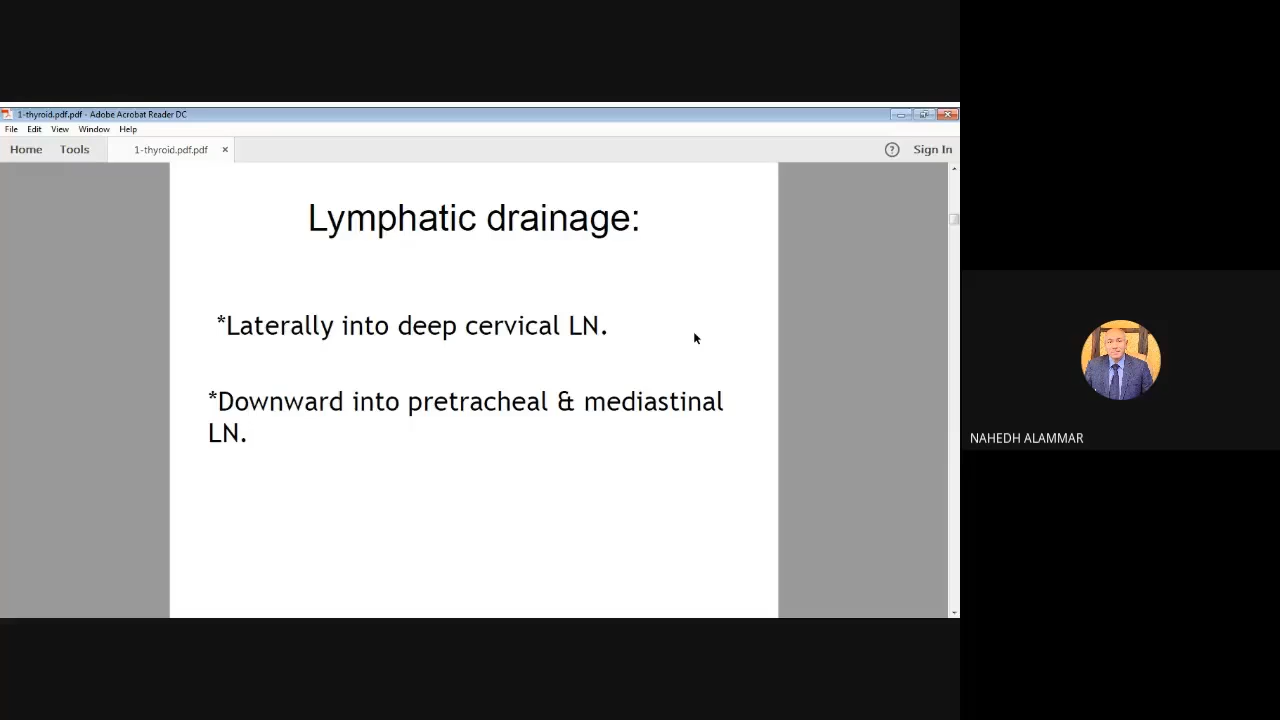 1-thyroid.pdf.pdf - Adobe Acrobat Reader DC
File Edit View Window Help
Home Tools 1-thyroid.pdf.pdf × ? Sign In
Lymphatic drainage:
*Laterally into deep cervical LN.
*Downward into pretracheal & mediastinal
LN.
NAHEDH ALAMMAR